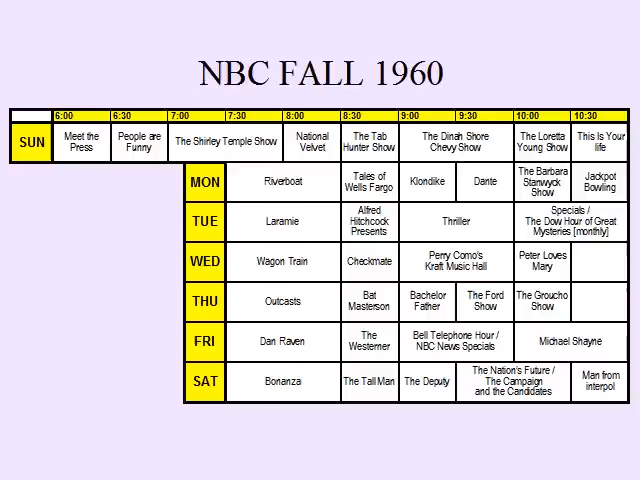 NBC FALL 1960
6:00 6:30 7:00 7:30 8:00 8:30 9:00 9:30 10:00 10:30
SUN
Meet the
Press
People are
Funny
The Shirley Temple Show
National
Velvet
The Tab
Hunter Show
The Dinah Shore
Chevy Show
The Loretta
Young Show
This Is Your
life
MON
Riverboat
Tales of
Wells Fargo
Klondike
Dante
The Barbara
Stanwyck
Show
Jackpot
Bowling
TUE
Laramie
Alfred
Hitchcock
Presents
Thriller
Specials /
The Dow Hour of Great
Mysteries [monthly]
WED
Wagon Train
Checkmate
Perry Como's
Kraft Music Hall
Peter Loves
Mary
THU
Outcasts
Bat
Masterson
Bachelor
Father
The Ford
Show
The Groucho
Show
FRI
Dan Raven
The
Westerner
Bell Telephone Hour /
NBC News Specials
Michael Shayne
SAT
Bonanza
The Tall Man
The Deputy
The Nation's Future /
The Campaign
and the Candidates
Man from
interpol